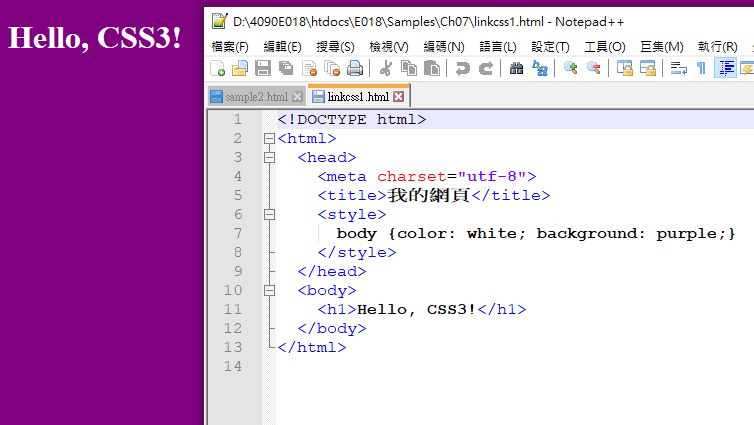 Hello, CSS3!
D:\4090E018\htdocs\E018\Samples\Ch07\linkcss1.html - Notepad++
檔案(F) 編輯(E) 搜尋(S) 檢視(V) 編碼(N) 語言(L) 設定(T) 工具(O) 巨集(M) 執行(R)
sample2.html linkcss1.html
1 <!DOCTYPE html>
2 <html>
3 <head>
4 <meta charset="utf-8">
5 <title>我的網頁</title>
6 <style>
7 body {color: white; background: purple;}
8 </style>
9 </head>
10 <body>
11 <h1>Hello, CSS3!</h1>
12 </body>
13 </html>
14